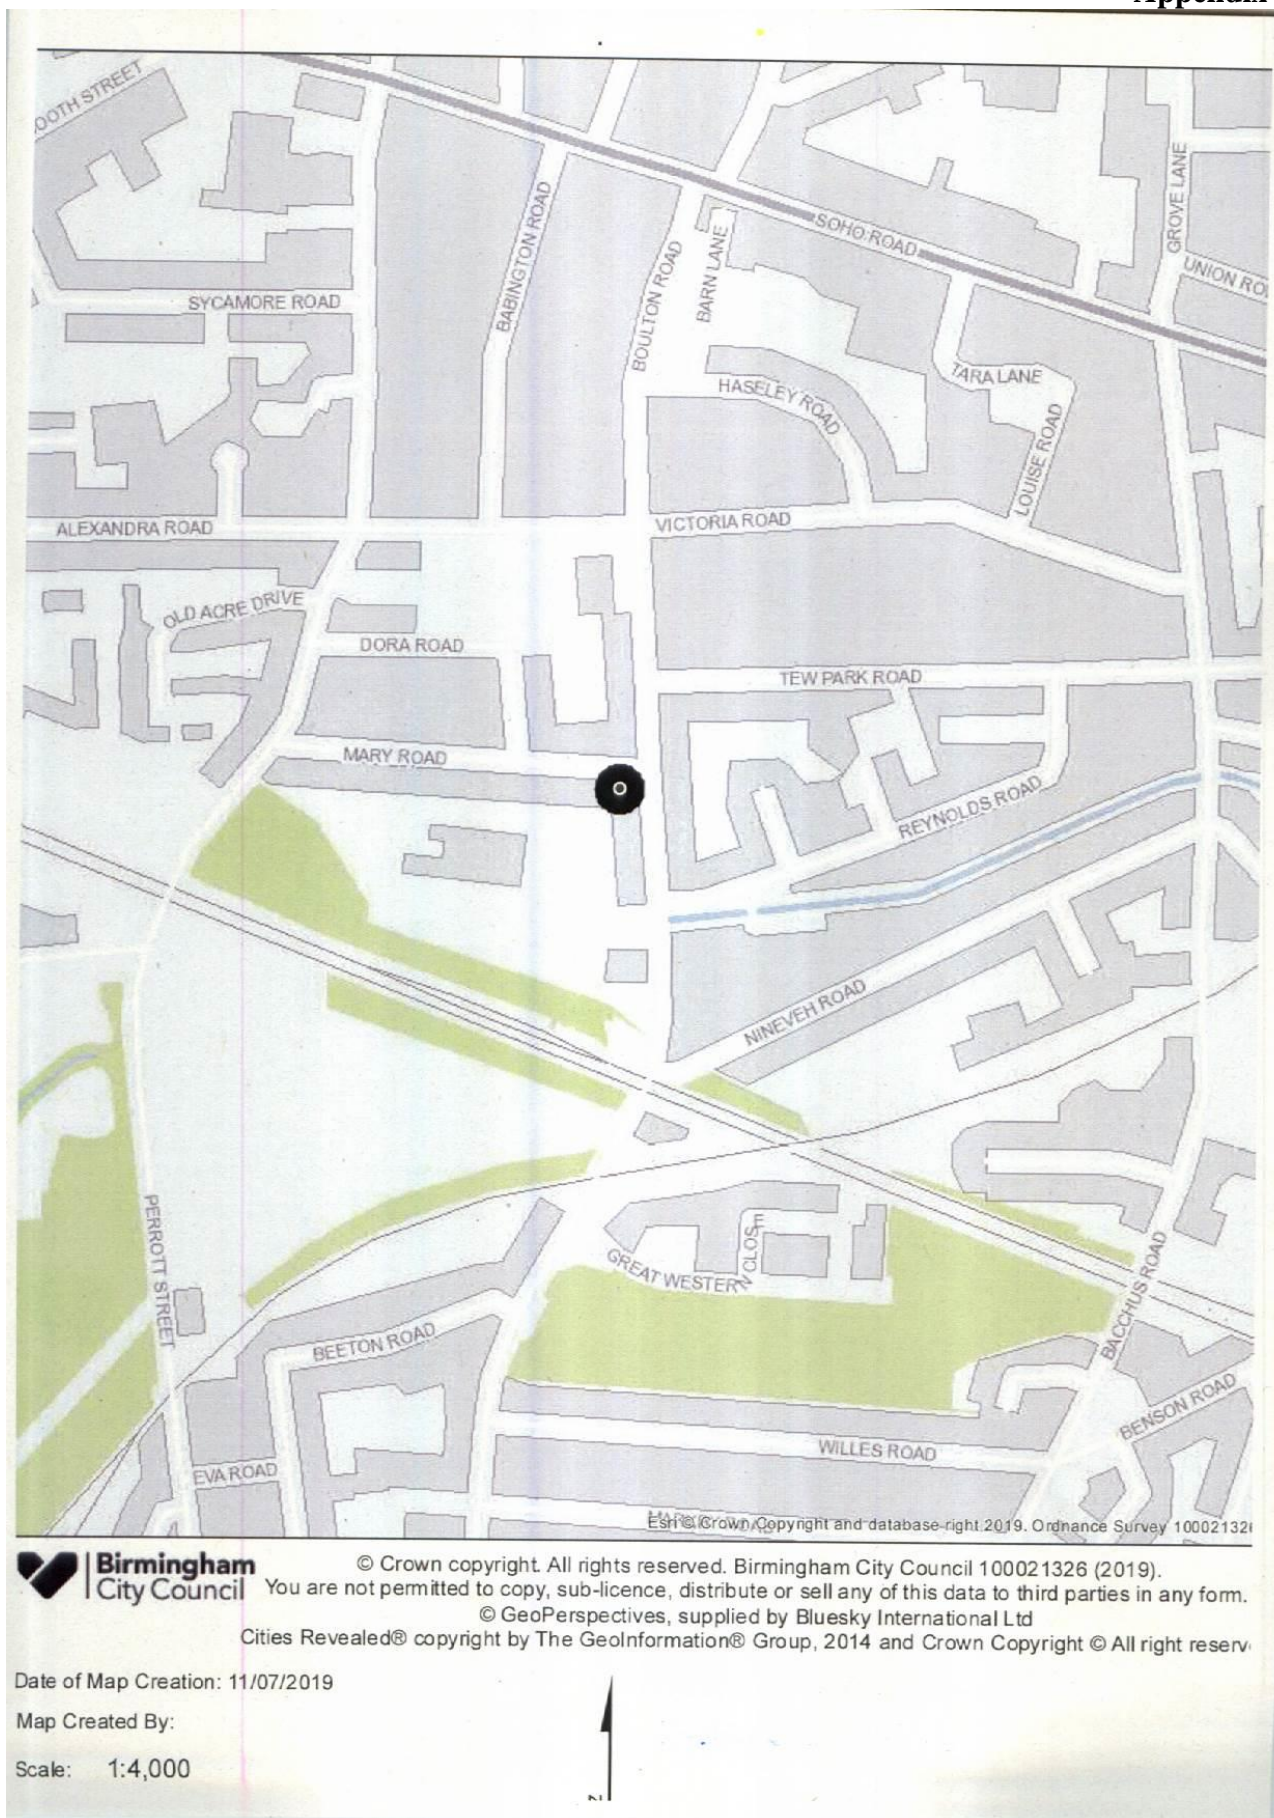 SOHO ROAD
GROVE LANE
BABINGTON ROAD
BOULTON ROAD
BARN LANE
SYCAMORE ROAD
HASELEY ROAD
TARA LANE
LOUISE ROAD
ALEXANDRA ROAD
VICTORIA ROAD
OLD ACRE DRIVE
DORA ROAD
TEW PARK ROAD
MARY ROAD
REYNOLDS ROAD
NINEVEH ROAD
PERROTT STREET
GREAT WESTERN CLOSE
BACCHUS ROAD
BEETON ROAD
BENSON ROAD
WILLES ROAD
EVA ROAD
Esri © Crown Copyright and database right 2019. Ordnance Survey 100021326
Birmingham
City Council
© Crown copyright. All rights reserved. Birmingham City Council 100021326 (2019).
You are not permitted to copy, sub-licence, distribute or sell any of this data to third parties in any form.
© GeoPerspectives, supplied by Bluesky International Ltd
Cities Revealed® copyright by The GeoInformation® Group, 2014 and Crown Copyright © All right
Date of Map Creation: 11/07/2019
Map Created By:
Scale: 1:4,000
N